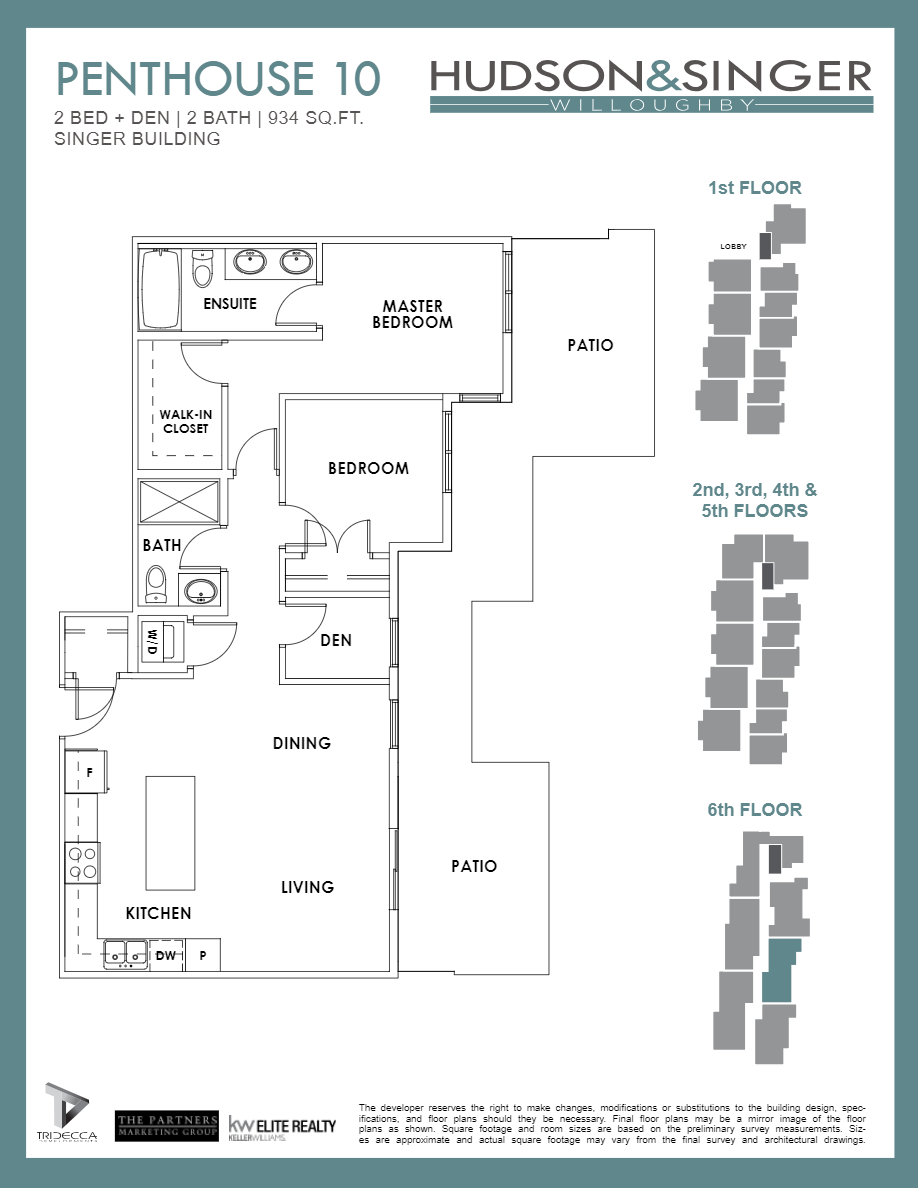 PENTHOUSE 10
2 BED + DEN | 2 BATH | 934 SQ.FT.
SINGER BUILDING
HUDSON&SINGER
WILLOUGHBY
1st FLOOR
LOBBY
ENSUITE
MASTER
BEDROOM
PATIO
WALK-IN
CLOSET
BEDROOM
2nd, 3rd, 4th &
5th FLOORS
BATH
W/D
DEN
DINING
F
6th FLOOR
PATIO
LIVING
KITCHEN
DW
P
TRIDECCA
THE PARTNERS
MARKETING GROUP
kw ELITE REALTY
KELLERWILLIAMS.
The developer reserves the right to make changes, modifications or substitutions to the building design, spec-
ifications, and floor plans should they be necessary. Final floor plans may be a mirror image of the floor
plans as shown. Square footage and room sizes are based on the preliminary survey measurements. Siz-
es are approximate and actual square footage may vary from the final survey and architectural drawings.